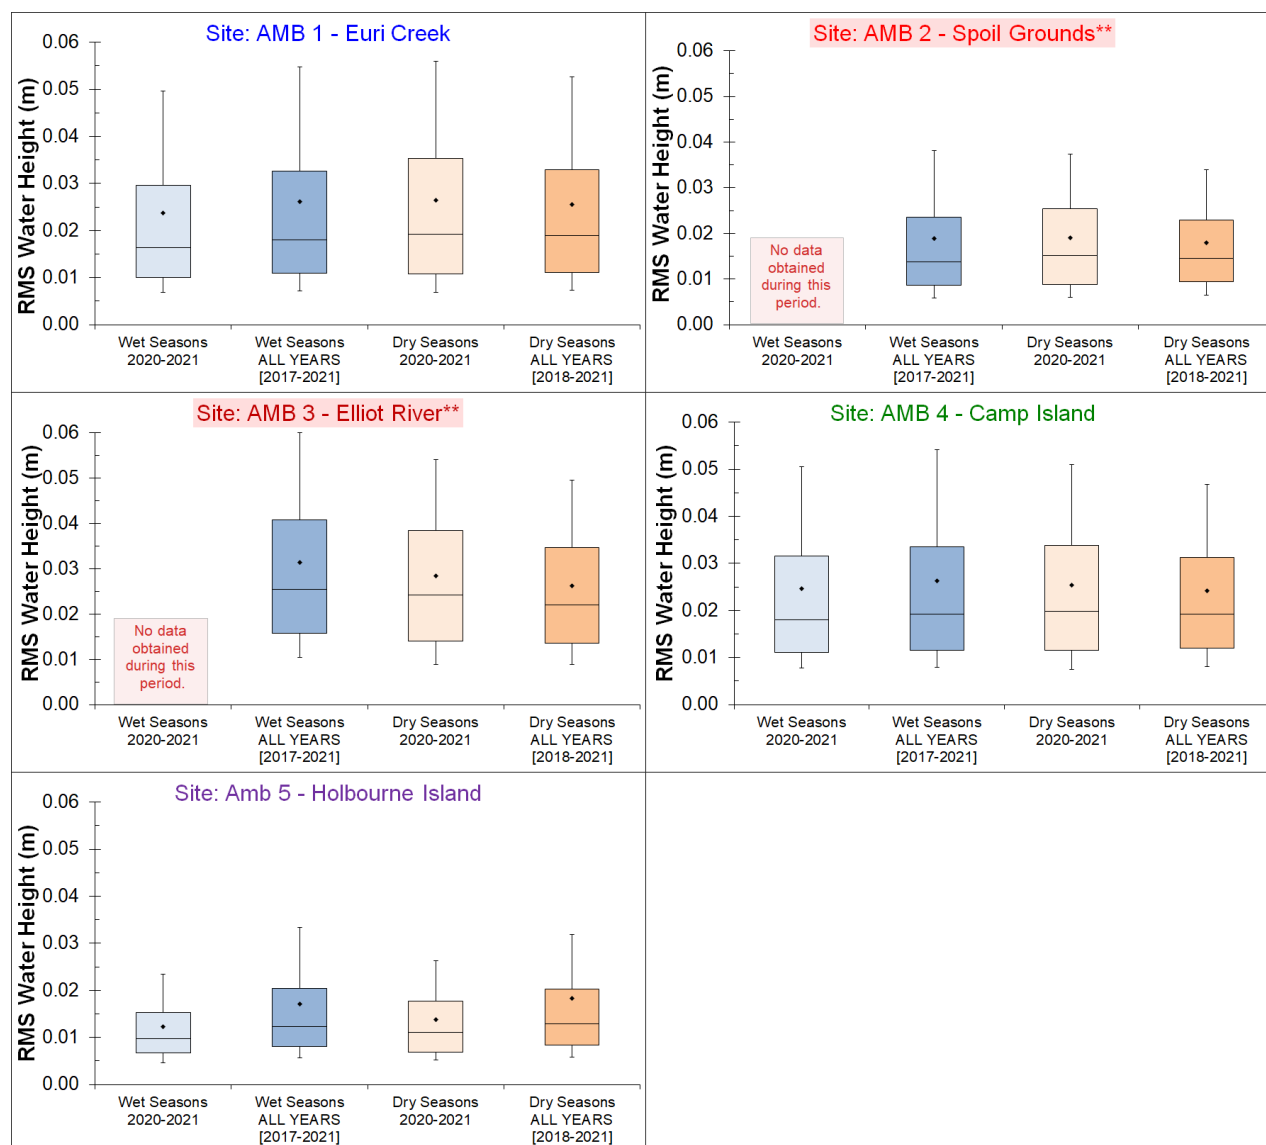 Site: AMB 1 - Euri Creek
RMS Water Height (m)
0.06
0.05
0.04
0.03
0.02
0.01
0.00
Wet Seasons
2020-2021
Wet Seasons
ALL YEARS
[2017-2021]
Dry Seasons
2020-2021
Dry Seasons
ALL YEARS
[2018-2021]
Site: AMB 2 - Spoil Grounds**
RMS Water Height (m)
0.06
0.05
0.04
0.03
0.02
0.01
0.00
No data
obtained
during this
period.
Wet Seasons
2020-2021
Wet Seasons
ALL YEARS
[2017-2021]
Dry Seasons
2020-2021
Dry Seasons
ALL YEARS
[2018-2021]
Site: AMB 3 - Elliot River**
RMS Water Height (m)
0.06
0.05
0.04
0.03
0.02
0.01
0.00
No data
obtained
during this
period.
Wet Seasons
2020-2021
Wet Seasons
ALL YEARS
[2017-2021]
Dry Seasons
2020-2021
Dry Seasons
ALL YEARS
[2018-2021]
Site: AMB 4 - Camp Island
RMS Water Height (m)
0.06
0.05
0.04
0.03
0.02
0.01
0.00
Wet Seasons
2020-2021
Wet Seasons
ALL YEARS
[2017-2021]
Dry Seasons
2020-2021
Dry Seasons
ALL YEARS
[2018-2021]
Site: Amb 5 - Holbourne Island
RMS Water Height (m)
0.06
0.05
0.04
0.03
0.02
0.01
0.00
Wet Seasons
2020-2021
Wet Seasons
ALL YEARS
[2017-2021]
Dry Seasons
2020-2021
Dry Seasons
ALL YEARS
[2018-2021]